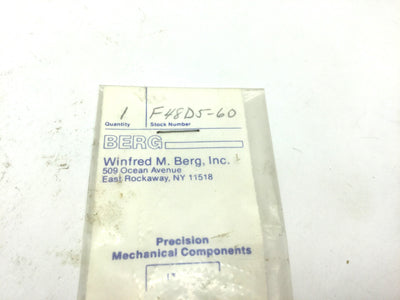 1 F48D5-60
Quantity Stock Number
BERG
Winfred M. Berg, Inc.
509 Ocean Avenue
East Rockaway, NY 11518
Precision
Mechanical Components